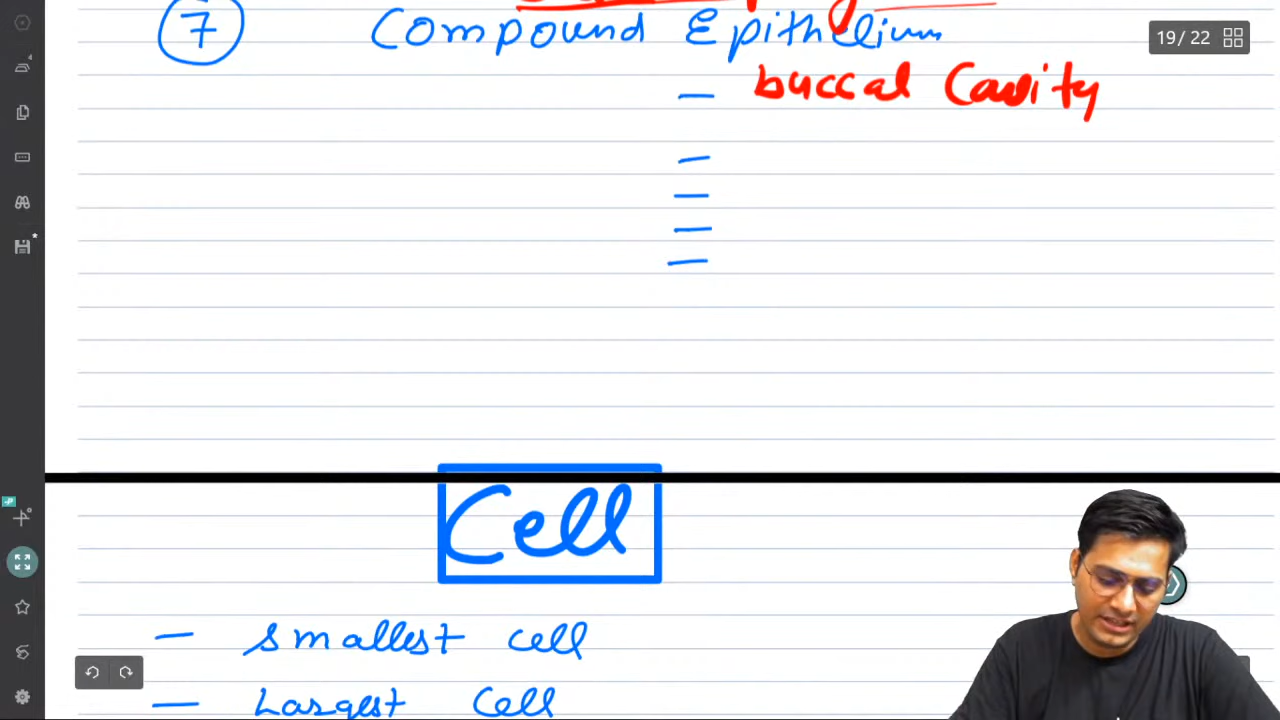 7 Compound Epithelium
19/ 22
- buccal Cavity
-
-
-
-
Cell
- smallest cell
- Largest Cell